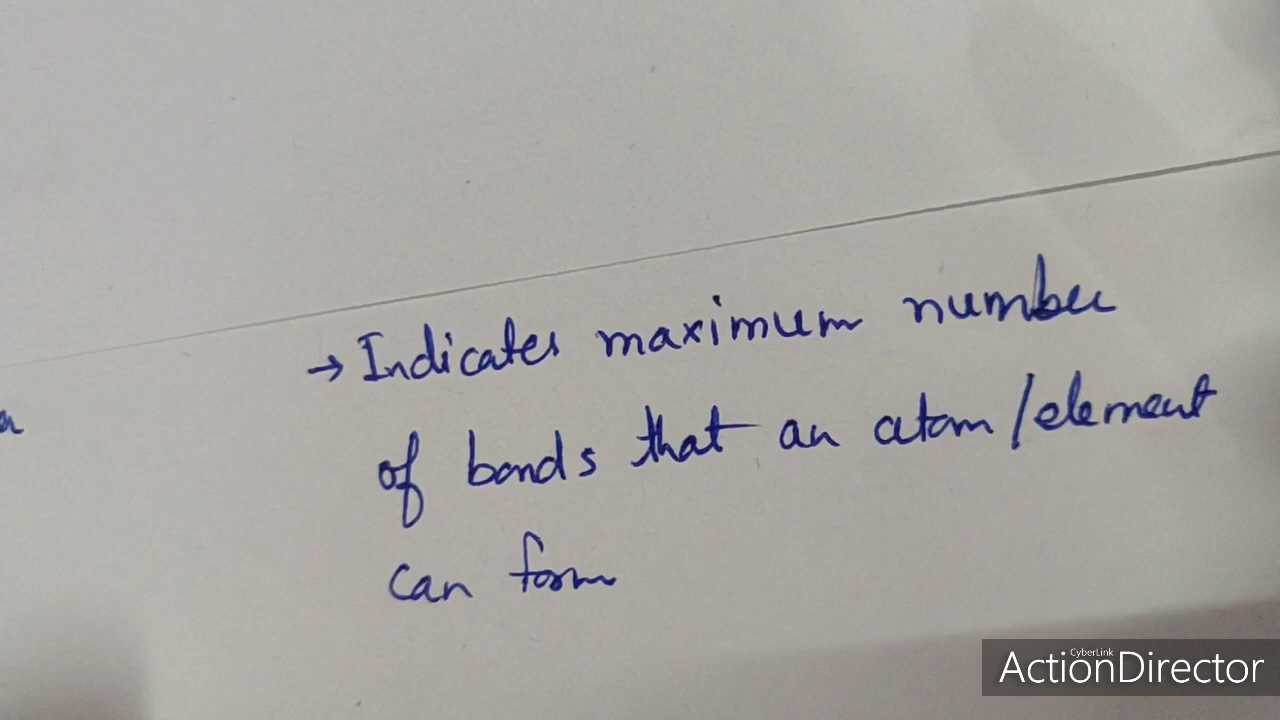 → Indicates maximum number
of bonds that an atom/element
can form
CyberLink
ActionDirector